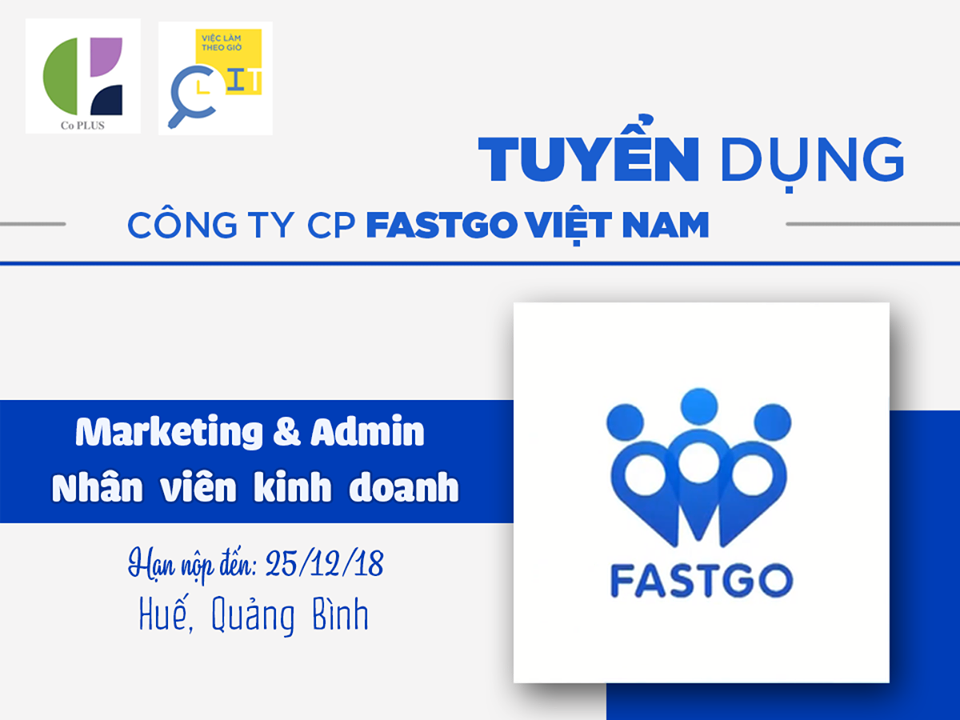 Co PLUS
VIỆC LÀM
THEO GIỜ
IT
TUYỂN DỤNG
CÔNG TY CP FASTGO VIỆT NAM
Marketing & Admin
Nhân viên kinh doanh
Hạn nộp đến: 25/12/18
Huế, Quảng Bình
FASTGO